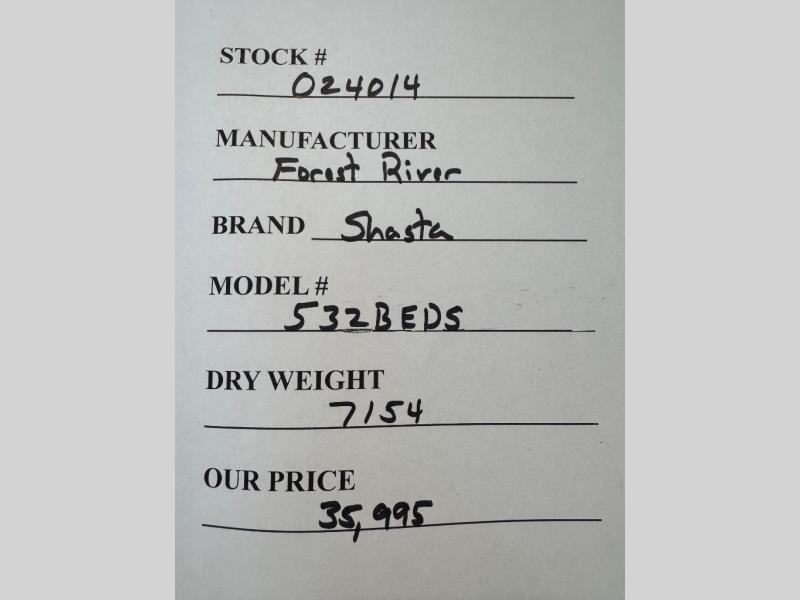 STOCK #
024014
MANUFACTURER
Forest River
BRAND Shasta
MODEL #
532BEDS
DRY WEIGHT
7154
OUR PRICE
35,995